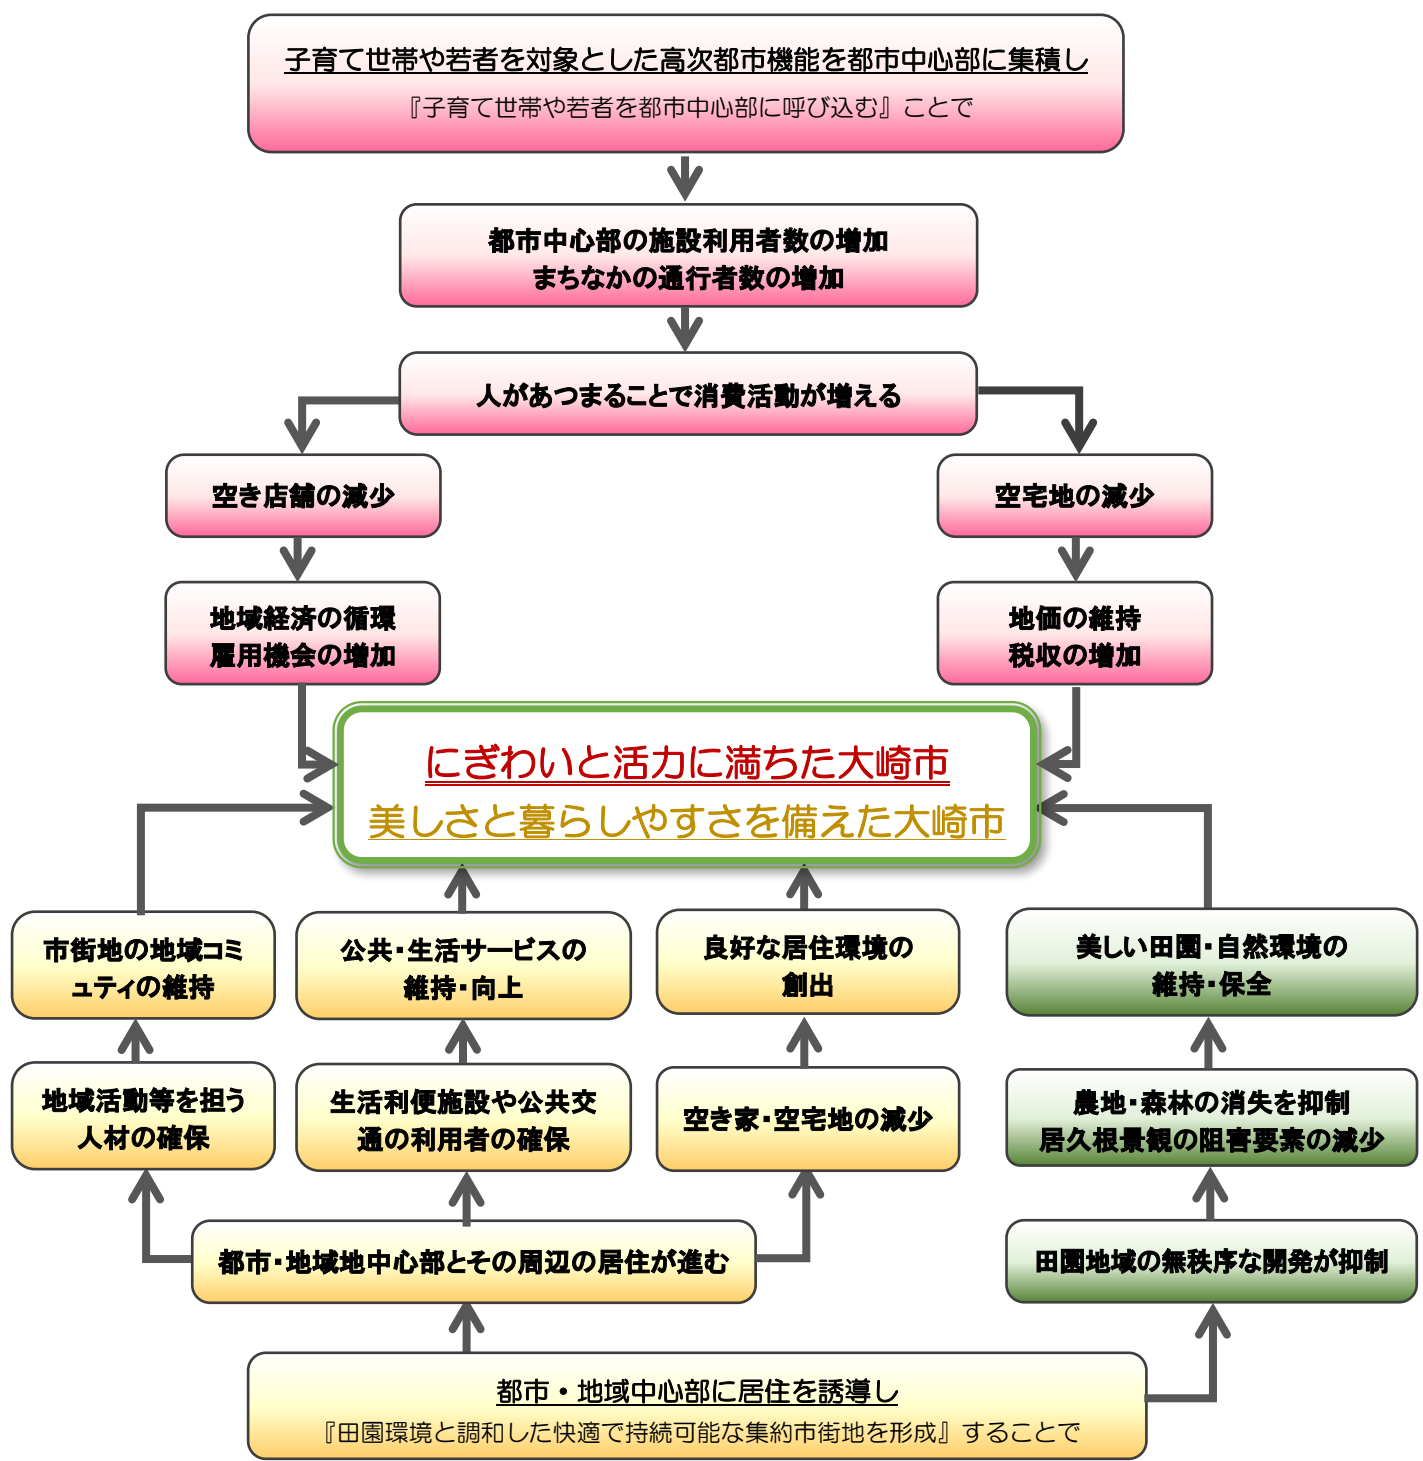 子育て世帯や若者を対象とした高次都市機能を都市中心部に集積し
『子育て世帯や若者を都市中心部に呼び込む』ことで
都市中心部の施設利用者数の増加
まちなかの通行者数の増加
人があつまることで消費活動が増える
空き店舗の減少
空宅地の減少
地域経済の循環
雇用機会の増加
地価の維持
税収の増加
にぎわいと活力に満ちた大崎市
美しさと暮らしやすさを備えた大崎市
市街地の地域コミ
ュティの維持
公共・生活サービスの
維持・向上
良好な居住環境の
創出
美しい田園・自然環境の
維持・保全
地域活動等を担う
人材の確保
生活利便施設や公共交
通の利用者の確保
空き家・空宅地の減少
農地・森林の消失を抑制
居久根景観の阻害要素の減少
都市・地域地中心部とその周辺の居住が進む
田園地域の無秩序な開発が抑制
都市・地域中心部に居住を誘導し
『田園環境と調和した快適で持続可能な集約市街地を形成』することで